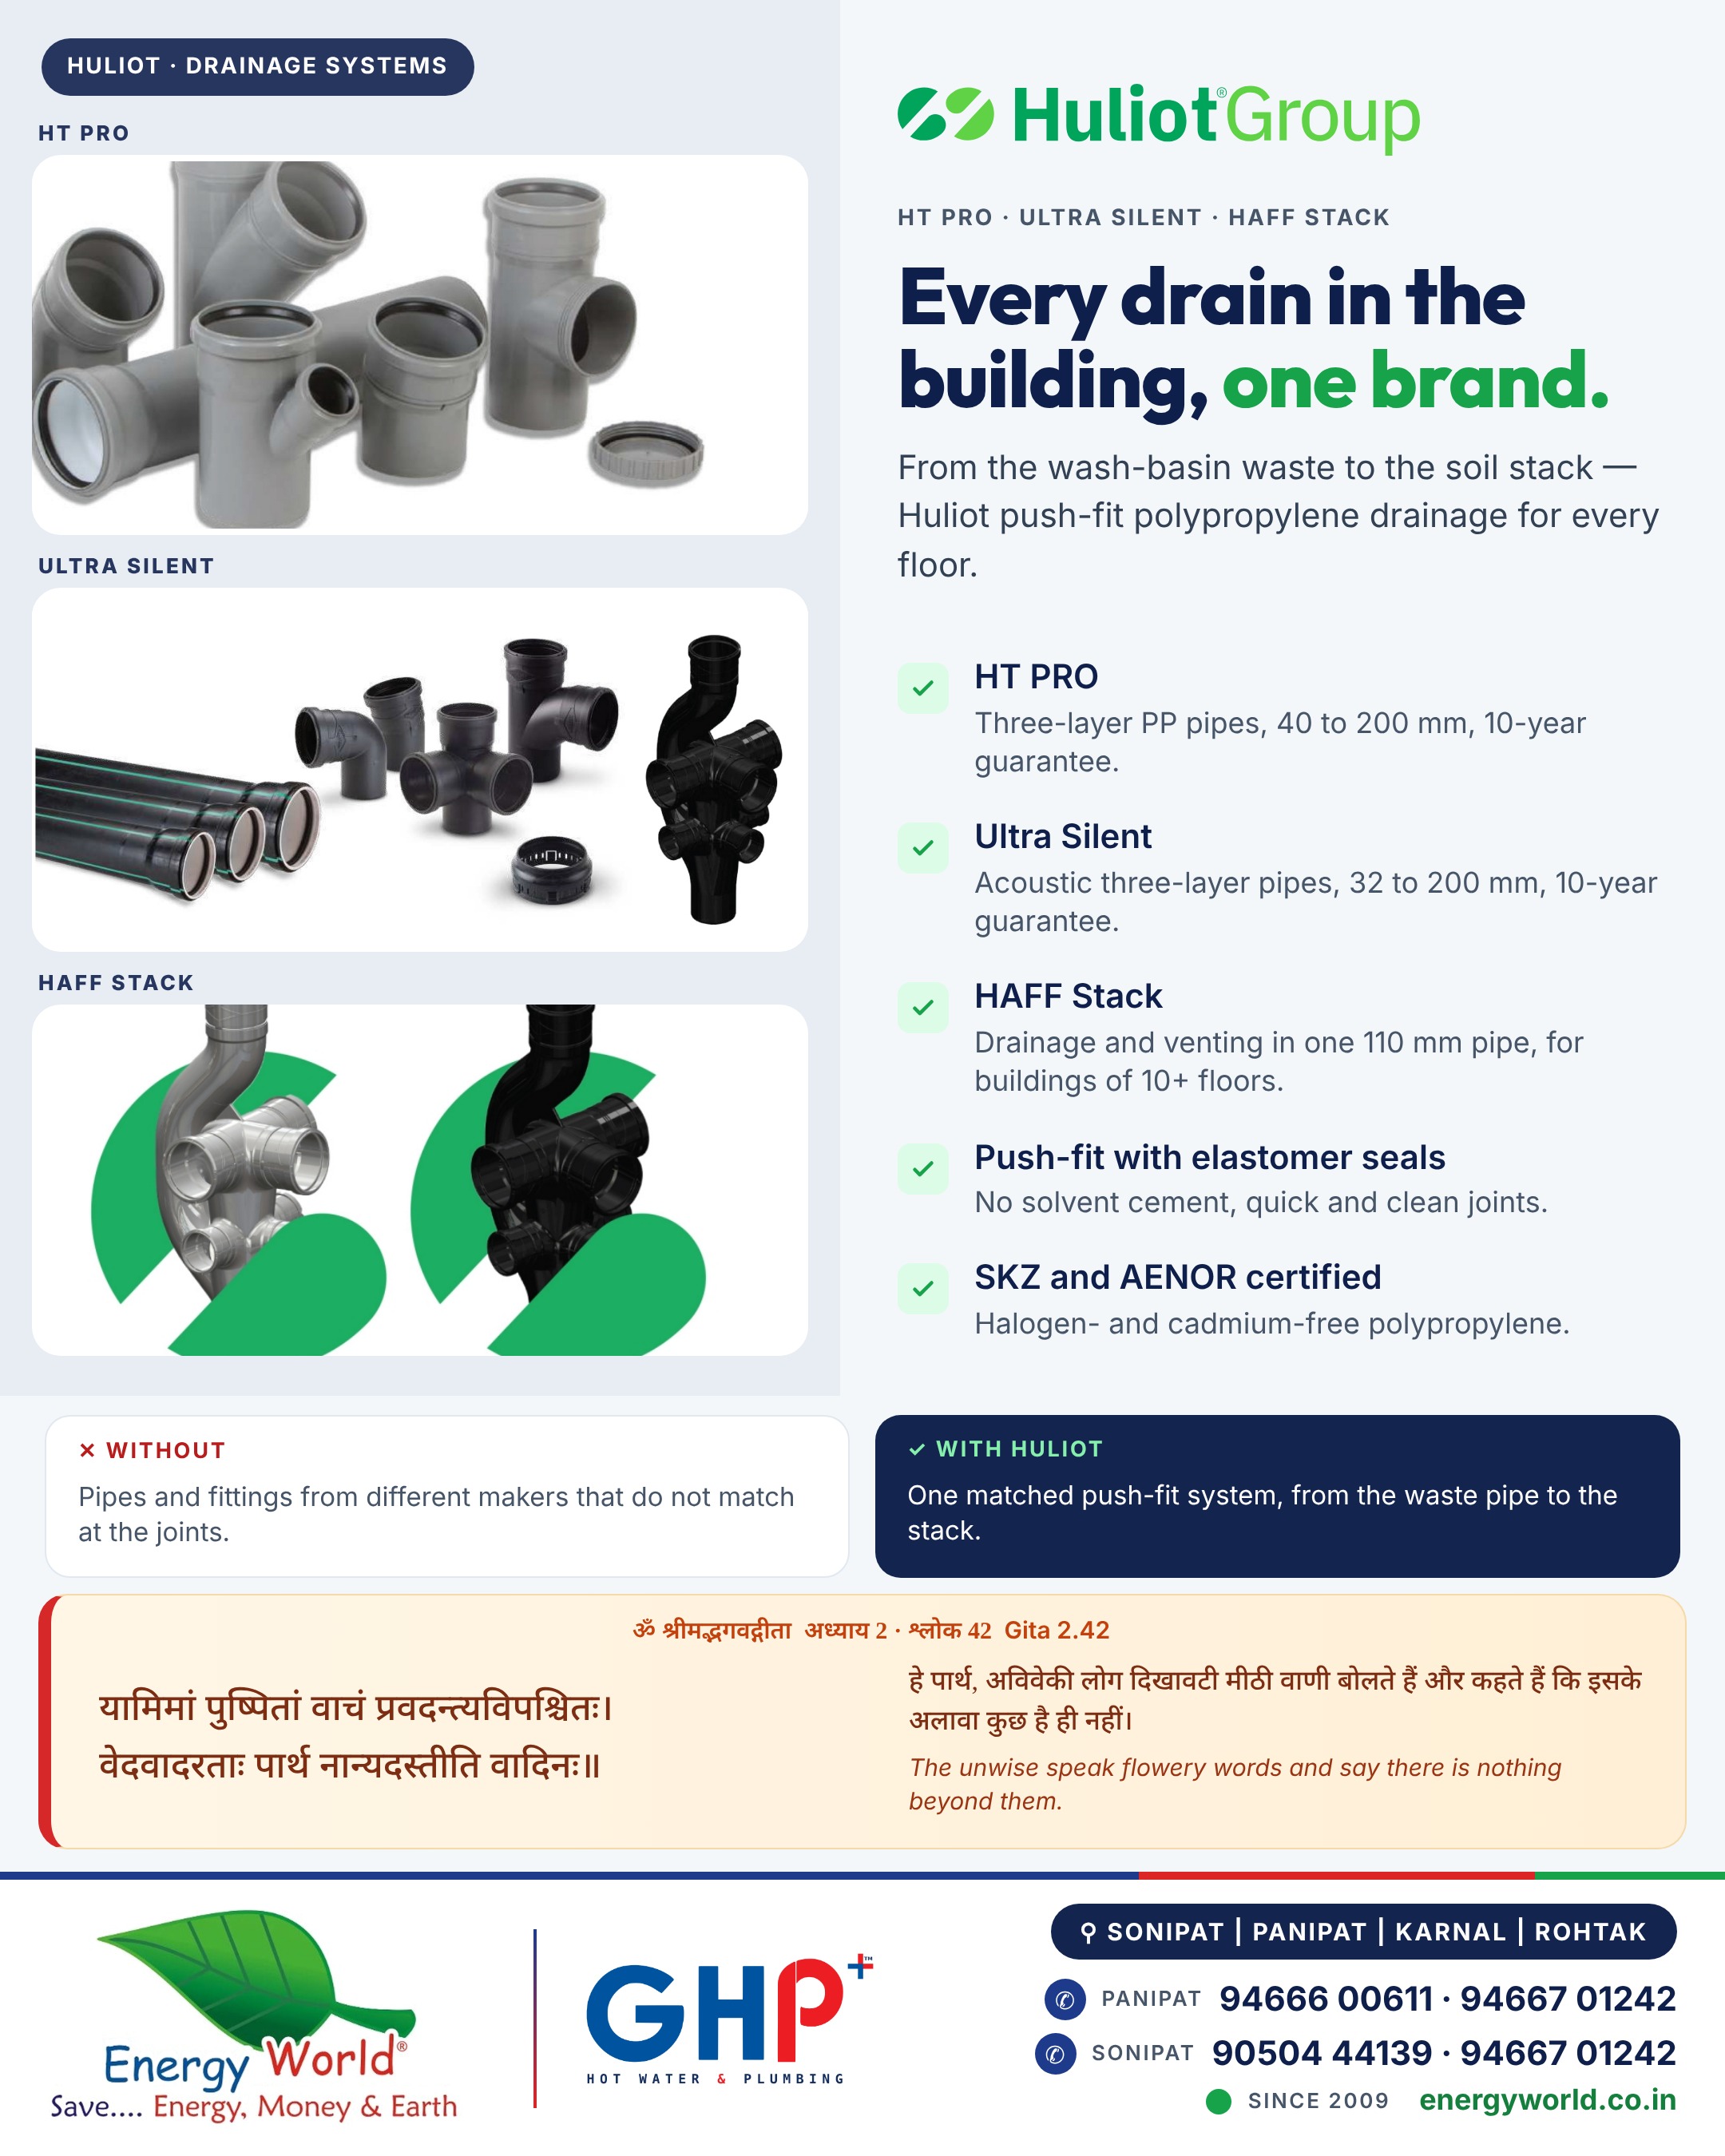 HULIOT · DRAINAGE SYSTEMS
HT PRO
ULTRA SILENT
HAFF STACK
Huliot® Group
HT PRO · ULTRA SILENT · HAFF STACK
Every drain in the
building, one brand.
From the wash-basin waste to the soil stack —
Huliot push-fit polypropylene drainage for every
floor.
HT PRO
Three-layer PP pipes, 40 to 200 mm, 10-year
guarantee.
Ultra Silent
Acoustic three-layer pipes, 32 to 200 mm, 10-year
guarantee.
HAFF Stack
Drainage and venting in one 110 mm pipe, for
buildings of 10+ floors.
Push-fit with elastomer seals
No solvent cement, quick and clean joints.
SKZ and AENOR certified
Halogen- and cadmium-free polypropylene.
✕ WITHOUT
Pipes and fittings from different makers that do not match
at the joints.
✓ WITH HULIOT
One matched push-fit system, from the waste pipe to the
stack.
ॐ श्रीमद्भगवद्गीता अध्याय 2 · श्लोक 42 Gita 2.42
यामिमां पुष्पितां वाचं प्रवदन्त्यविपश्चितः।
वेदवादरताः पार्थ नान्यदस्तीति वादिनः॥
हे पार्थ, अविवेकी लोग दिखावटी मीठी वाणी बोलते हैं और कहते हैं कि इसके
अलावा कुछ है ही नहीं।
The unwise speak flowery words and say there is nothing
beyond them.
Energy World®
Save.... Energy, Money & Earth
GHP+™
HOT WATER & PLUMBING
SONIPAT | PANIPAT | KARNAL | ROHTAK
PANIPAT 94666 00611 · 94667 01242
SONIPAT 90504 44139 · 94667 01242
SINCE 2009 energyworld.co.in